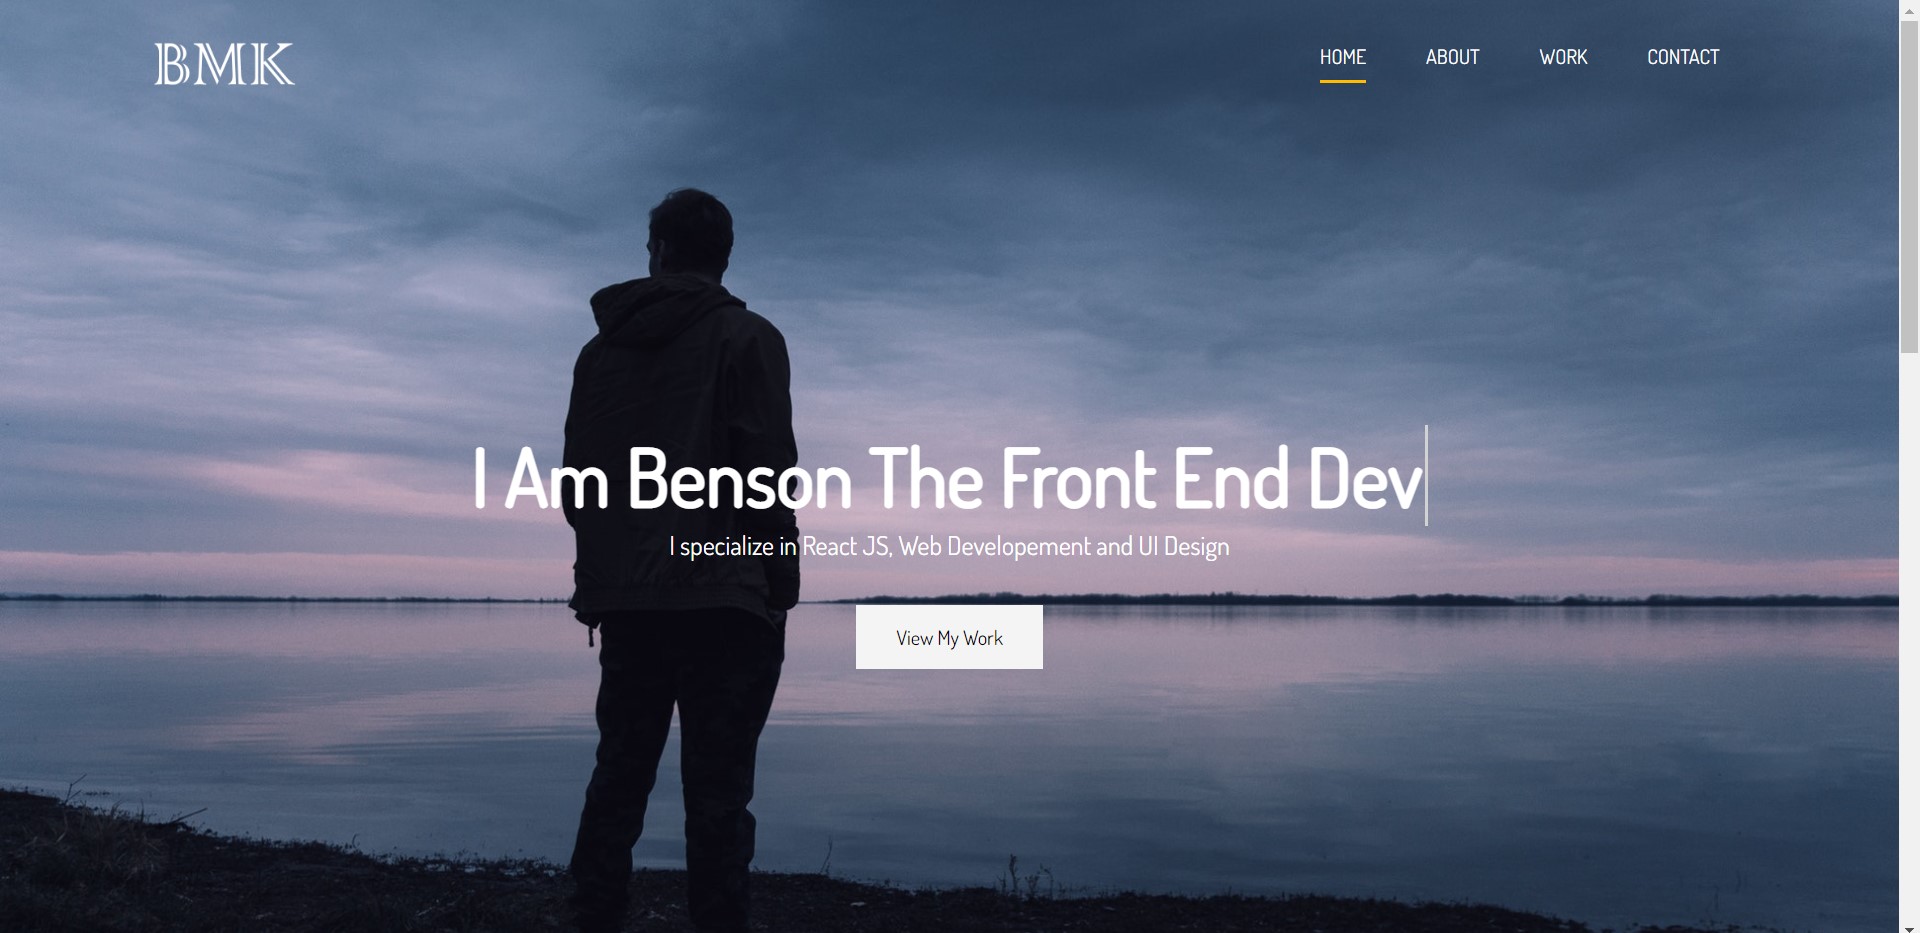 BMK
HOME ABOUT WORK CONTACT
I Am Benson The Front End Dev
I specialize in React JS, Web Developement and UI Design
View My Work